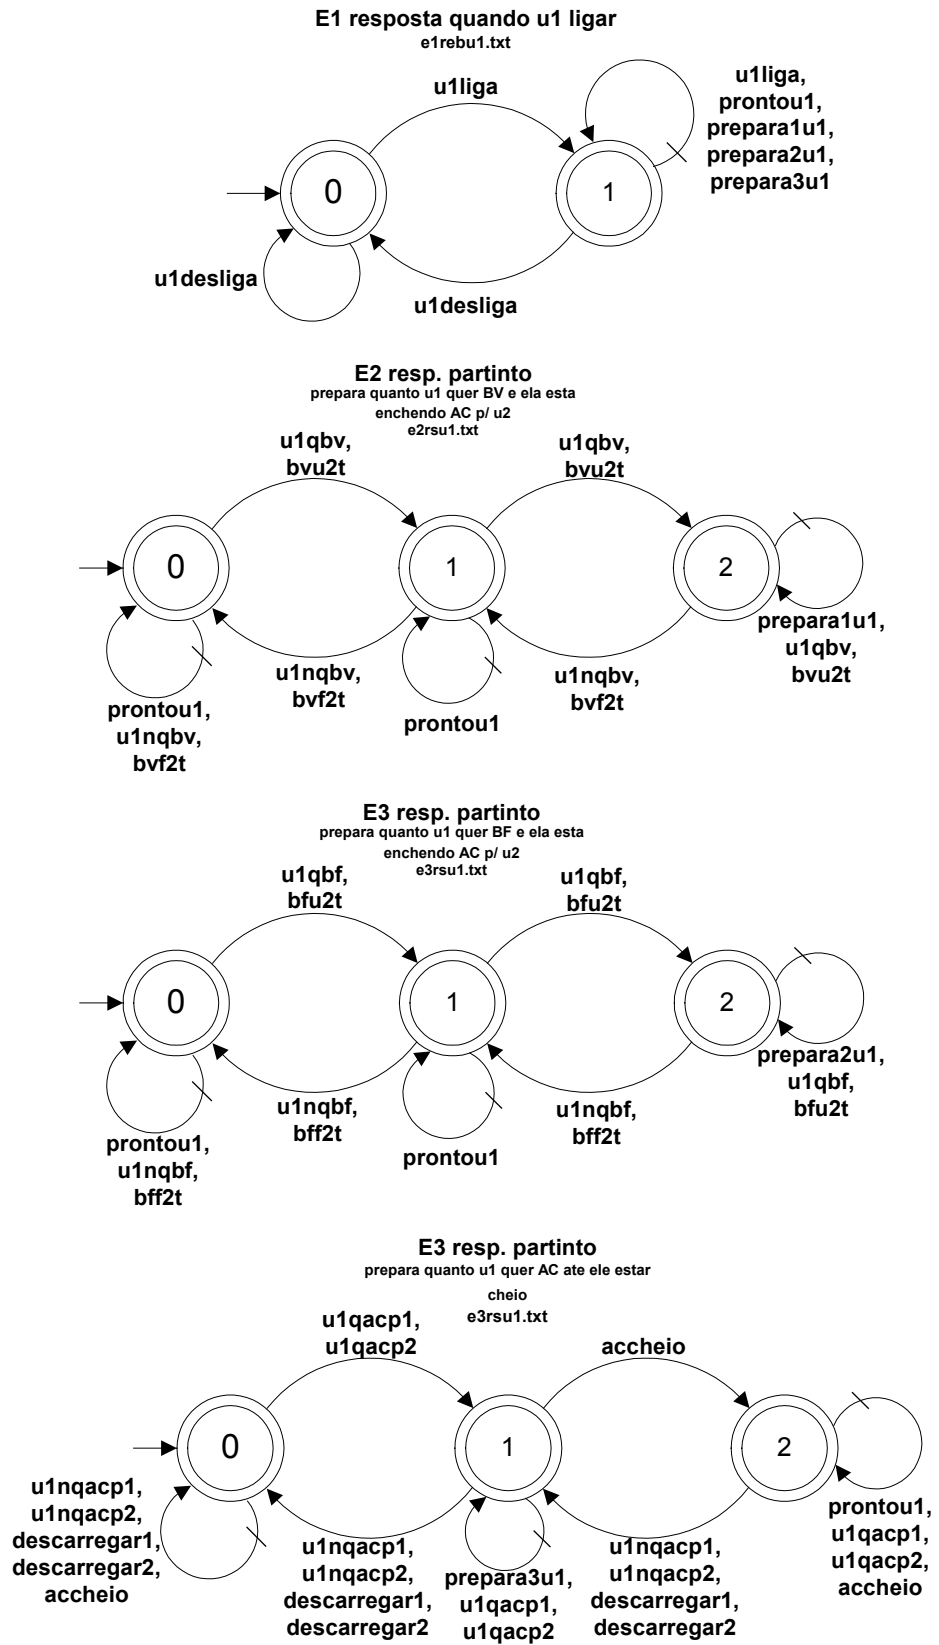 E1 resposta quando u1 ligar
e1rebu1.txt
u1liga
u1liga,
prontou1,
prepara1u1,
prepara2u1,
prepara3u1
0
1
u1desliga
u1desliga
E2 resp. partinto
prepara quanto u1 quer BV e ela esta
enchendo AC p/ u2
e2rsu1.txt
u1qbv,
bvu2t
u1qbv,
bvu2t
0
1
2
prontou1,
u1nqbv,
bvf2t
u1nqbv,
bvf2t
prontou1
u1nqbv,
bvf2t
prepara1u1,
u1qbv,
bvu2t
E3 resp. partinto
prepara quanto u1 quer BF e ela esta
enchendo AC p/ u2
e3rsu1.txt
u1qbf,
bfu2t
u1qbf,
bfu2t
0
1
2
prontou1,
u1nqbf,
bff2t
u1nqbf,
bff2t
prontou1
u1nqbf,
bff2t
prepara2u1,
u1qbf,
bfu2t
E3 resp. partinto
prepara quanto u1 quer AC ate ele estar
cheio
e3rsu1.txt
u1qacp1,
u1qacp2
accheio
0
1
2
u1nqacp1,
u1nqacp2,
descarregar1,
descarregar2,
accheio
u1nqacp1,
u1nqacp2,
descarregar1,
descarregar2
prepara3u1,
u1qacp1,
u1qacp2
u1nqacp1,
u1nqacp2,
descarregar1,
descarregar2
prontou1,
u1qacp1,
u1qacp2,
accheio